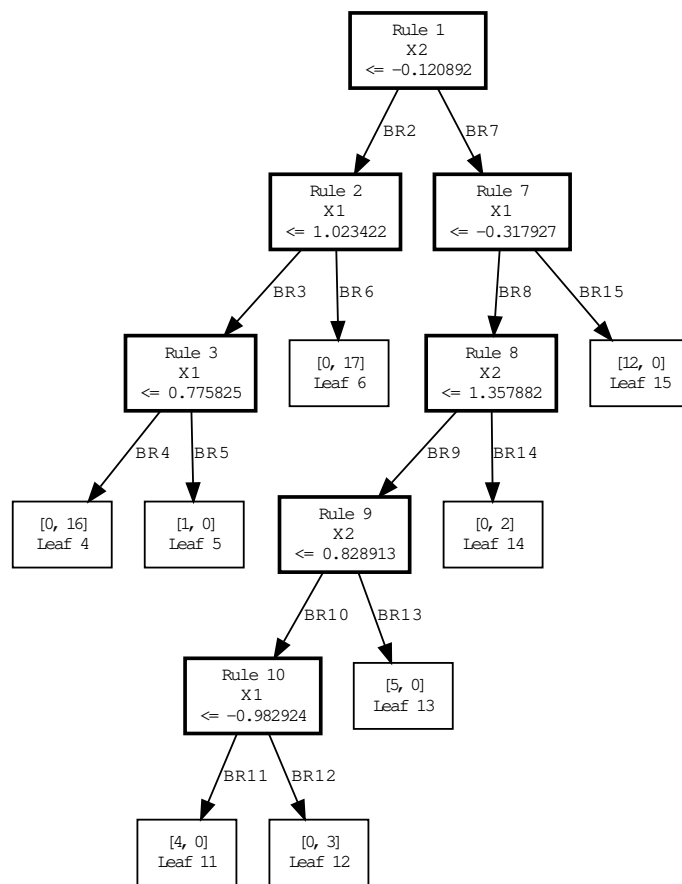 Rule 1
X2
<= -0.120892
BR2
BR7
Rule 2
X1
<= 1.023422
Rule 7
X1
<= -0.317927
BR3
BR6
BR8
BR15
Rule 3
X1
<= 0.775825
[0, 17]
Leaf 6
Rule 8
X2
<= 1.357882
[12, 0]
Leaf 15
BR4
BR5
BR9
BR14
[0, 16]
Leaf 4
[1, 0]
Leaf 5
Rule 9
X2
<= 0.828913
[0, 2]
Leaf 14
BR10
BR13
Rule 10
X1
<= -0.982924
[5, 0]
Leaf 13
BR11
BR12
[4, 0]
Leaf 11
[0, 3]
Leaf 12